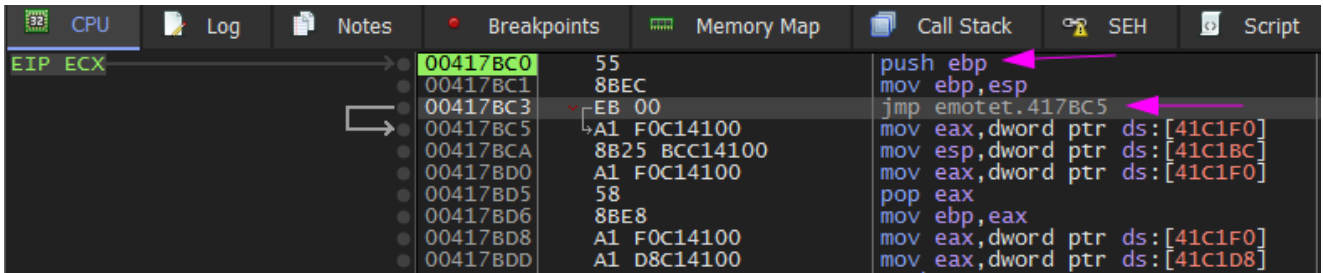 32 CPU Log Notes Breakpoints Memory Map Call Stack SEH Script
EIP ECX 00417BC0 55 push ebp
00417BC1 8BEC mov ebp,esp
00417BC3 EB 00 jmp emotet.417BC5
00417BC5 A1 F0C14100 mov eax,dword ptr ds:[41C1F0]
00417BCA 8B25 BCC14100 mov esp,dword ptr ds:[41C1BC]
00417BD0 A1 F0C14100 mov eax,dword ptr ds:[41C1F0]
00417BD5 58 pop eax
00417BD6 8BE8 mov ebp,eax
00417BD8 A1 F0C14100 mov eax,dword ptr ds:[41C1F0]
00417BDD A1 D8C14100 mov eax,dword ptr ds:[41C1D8]